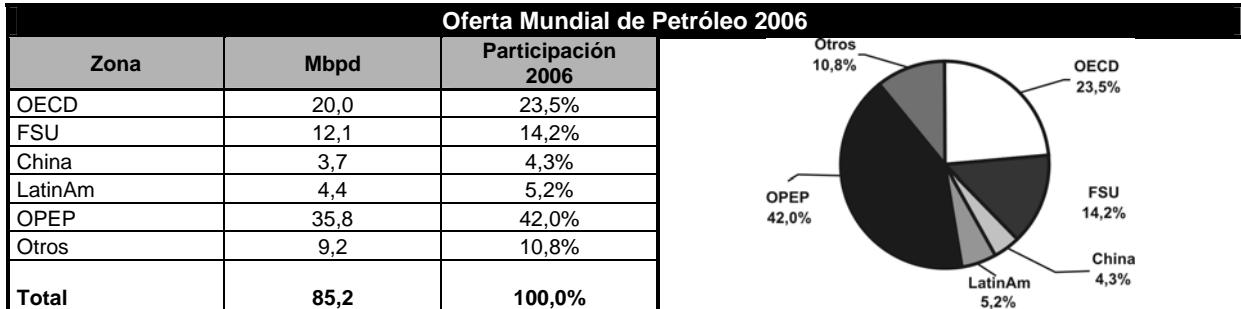 Oferta Mundial de Petróleo 2006
Zona Mbpd Participación
2006
OECD 20,0 23,5%
FSU 12,1 14,2%
China 3,7 4,3%
LatinAm 4,4 5,2%
OPEP 35,8 42,0%
Otros 9,2 10,8%
Total 85,2 100,0%
Otros
10,8%
OECD
23,5%
OPEP
42,0%
FSU
14,2%
China
4,3%
LatinAm
5,2%